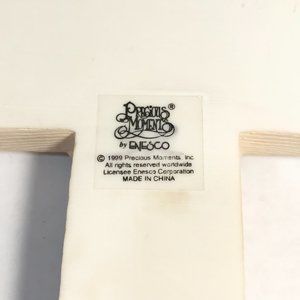 PRECIOUS ®
MOMENTS
by ENESCO
© 1999 Precious Moments, Inc.
All rights reserved worldwide
Licensee Enesco Corporation
MADE IN CHINA